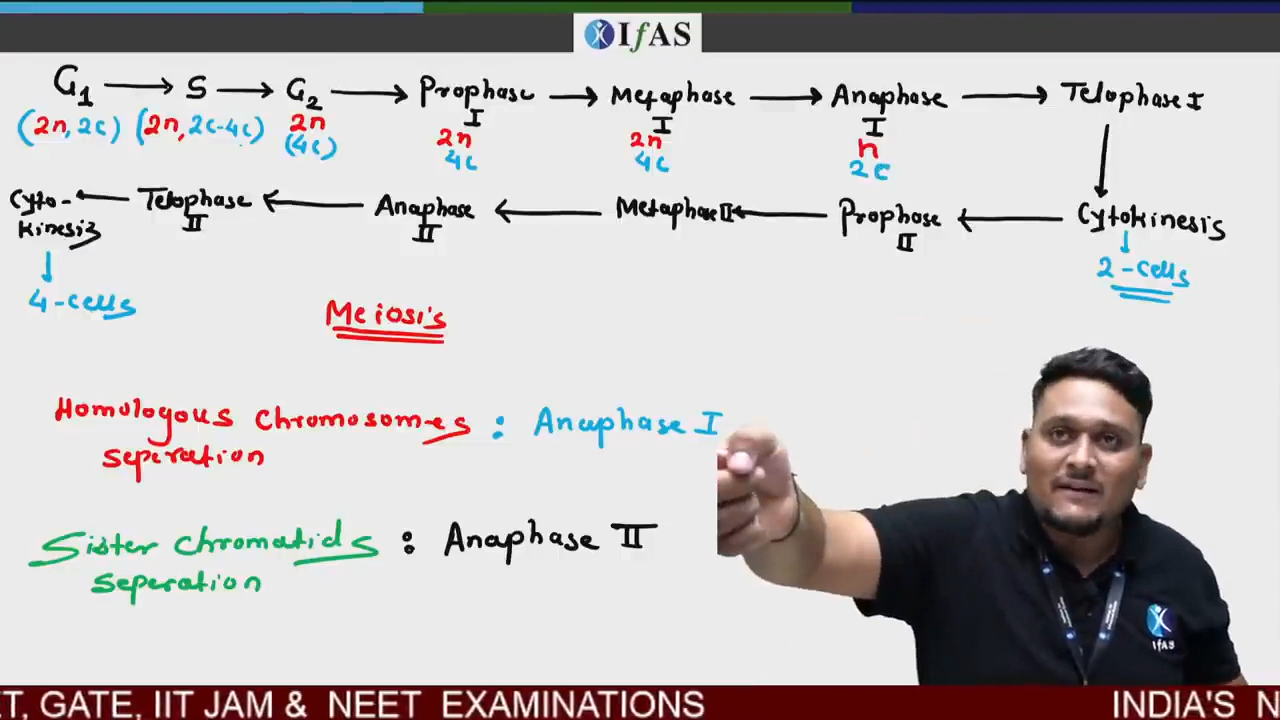 IfAS
G₁ → S → G₂ → Prophase I → Metaphase I → Anaphase I → Telophase I
(2n, 2c) (2n, 2c-4c) 2n (4c) 2n 4c 2n 4c n 2c
Cytokinesis → Prophase II → Metaphase II → Anaphase II → Telophase II → Cyto-kinesis
2-cells
4-cells
Meiosis
Homologous Chromosomes : Anaphase I
seperation
Sister chromatids : Anaphase II
seperation
IfAS
T, GATE, IIT JAM & NEET EXAMINATIONS INDIA'S N